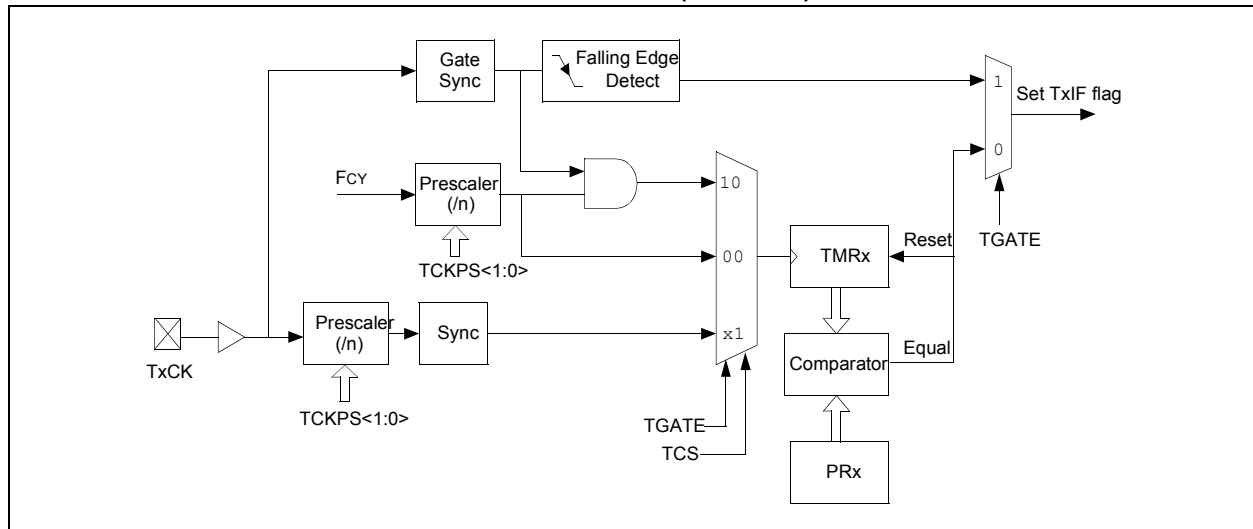 Gate
Sync
Falling Edge
Detect
1
Set TxIF flag
0
FCY
Prescaler
(/n)
10
TGATE
Reset
TMRx
00
TCKPS<1:0>
Prescaler
(/n)
Sync
x1
TxCK
Equal
Comparator
TCKPS<1:0>
TGATE
TCS
PRx